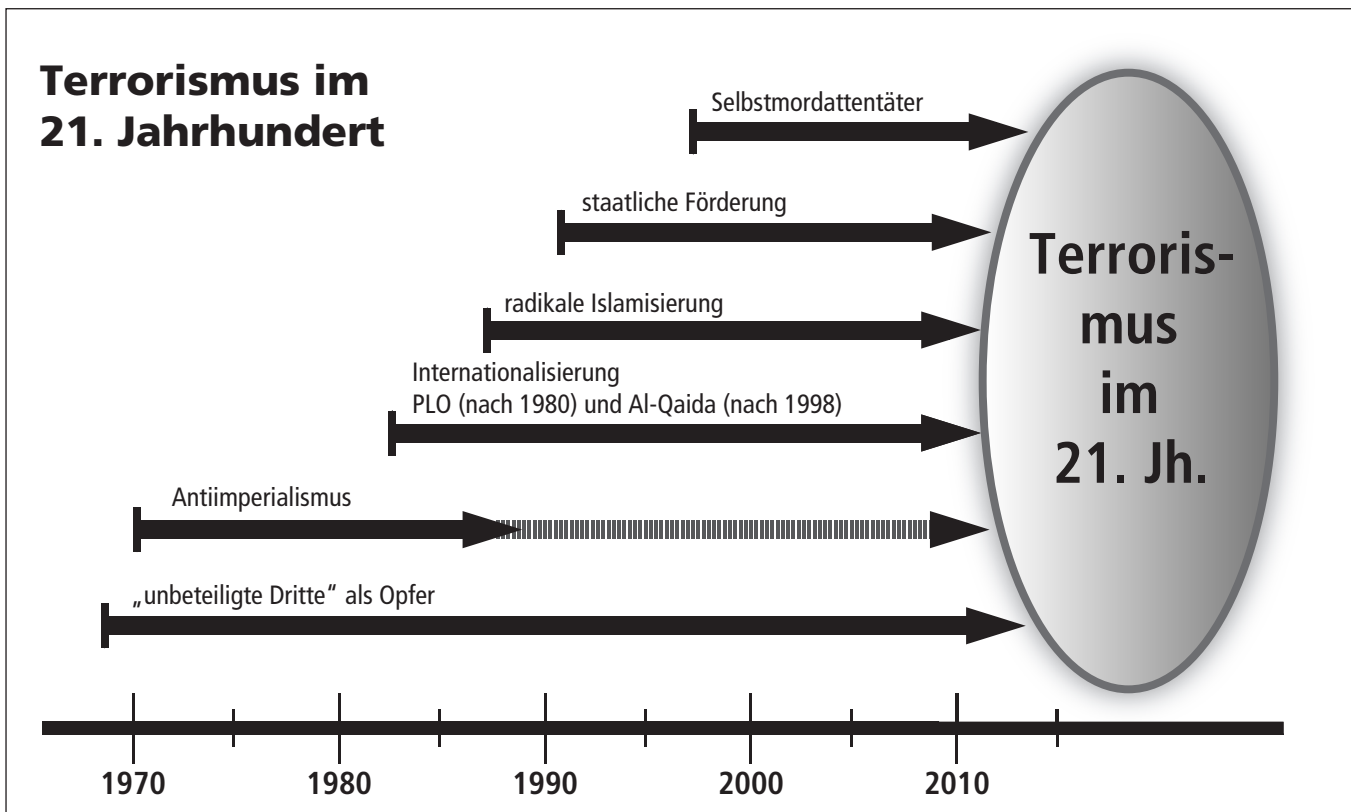 Terrorismus im
21. Jahrhundert
Selbstmordattentäter
staatliche Förderung
radikale Islamisierung
Internationalisierung
PLO (nach 1980) und Al-Qaida (nach 1998)
Antiimperialismus
„unbeteiligte Dritte“ als Opfer
Terroris-
mus
im
21. Jh.
1970
1980
1990
2000
2010